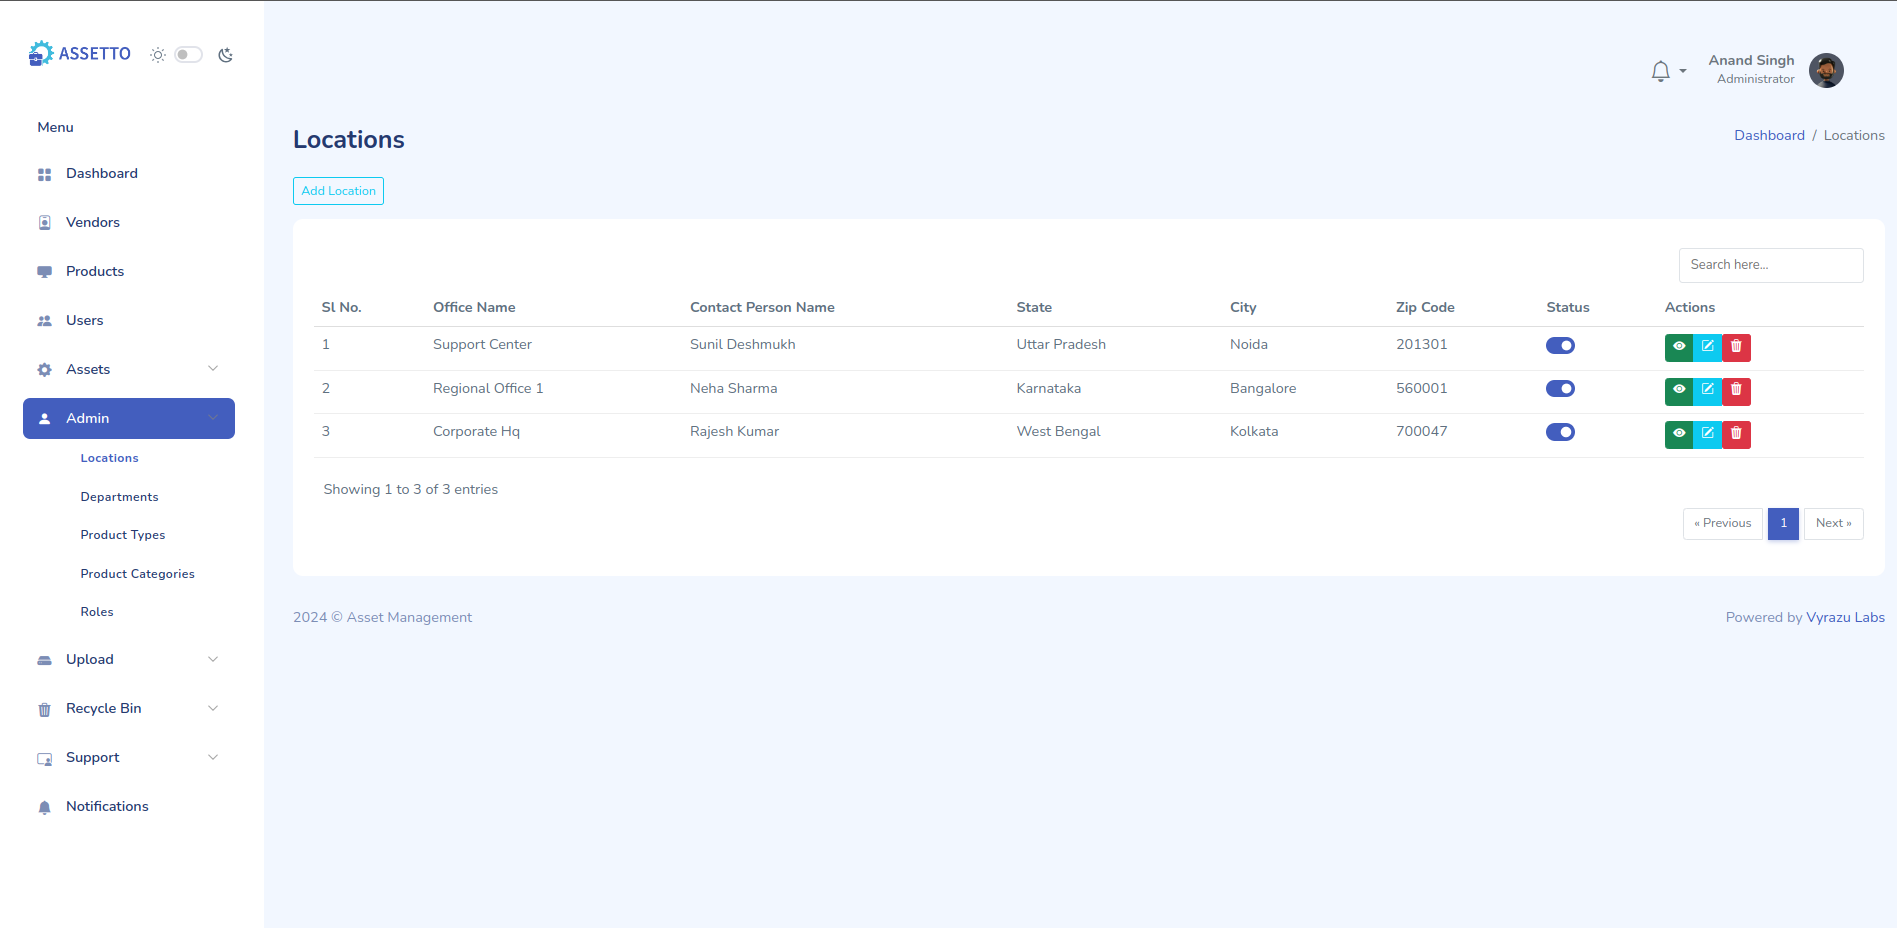 ASSETTO
Anand Singh
Administrator
Menu
Dashboard
Vendors
Products
Users
Assets
Admin
Locations
Departments
Product Types
Product Categories
Roles
Upload
Recycle Bin
Support
Notifications
Locations
Dashboard / Locations
Add Location
Search here...
Sl No. Office Name Contact Person Name State City Zip Code Status Actions
1 Support Center Sunil Deshmukh Uttar Pradesh Noida 201301
2 Regional Office 1 Neha Sharma Karnataka Bangalore 560001
3 Corporate Hq Rajesh Kumar West Bengal Kolkata 700047
Showing 1 to 3 of 3 entries
« Previous 1 Next »
2024 © Asset Management
Powered by Vyrazu Labs